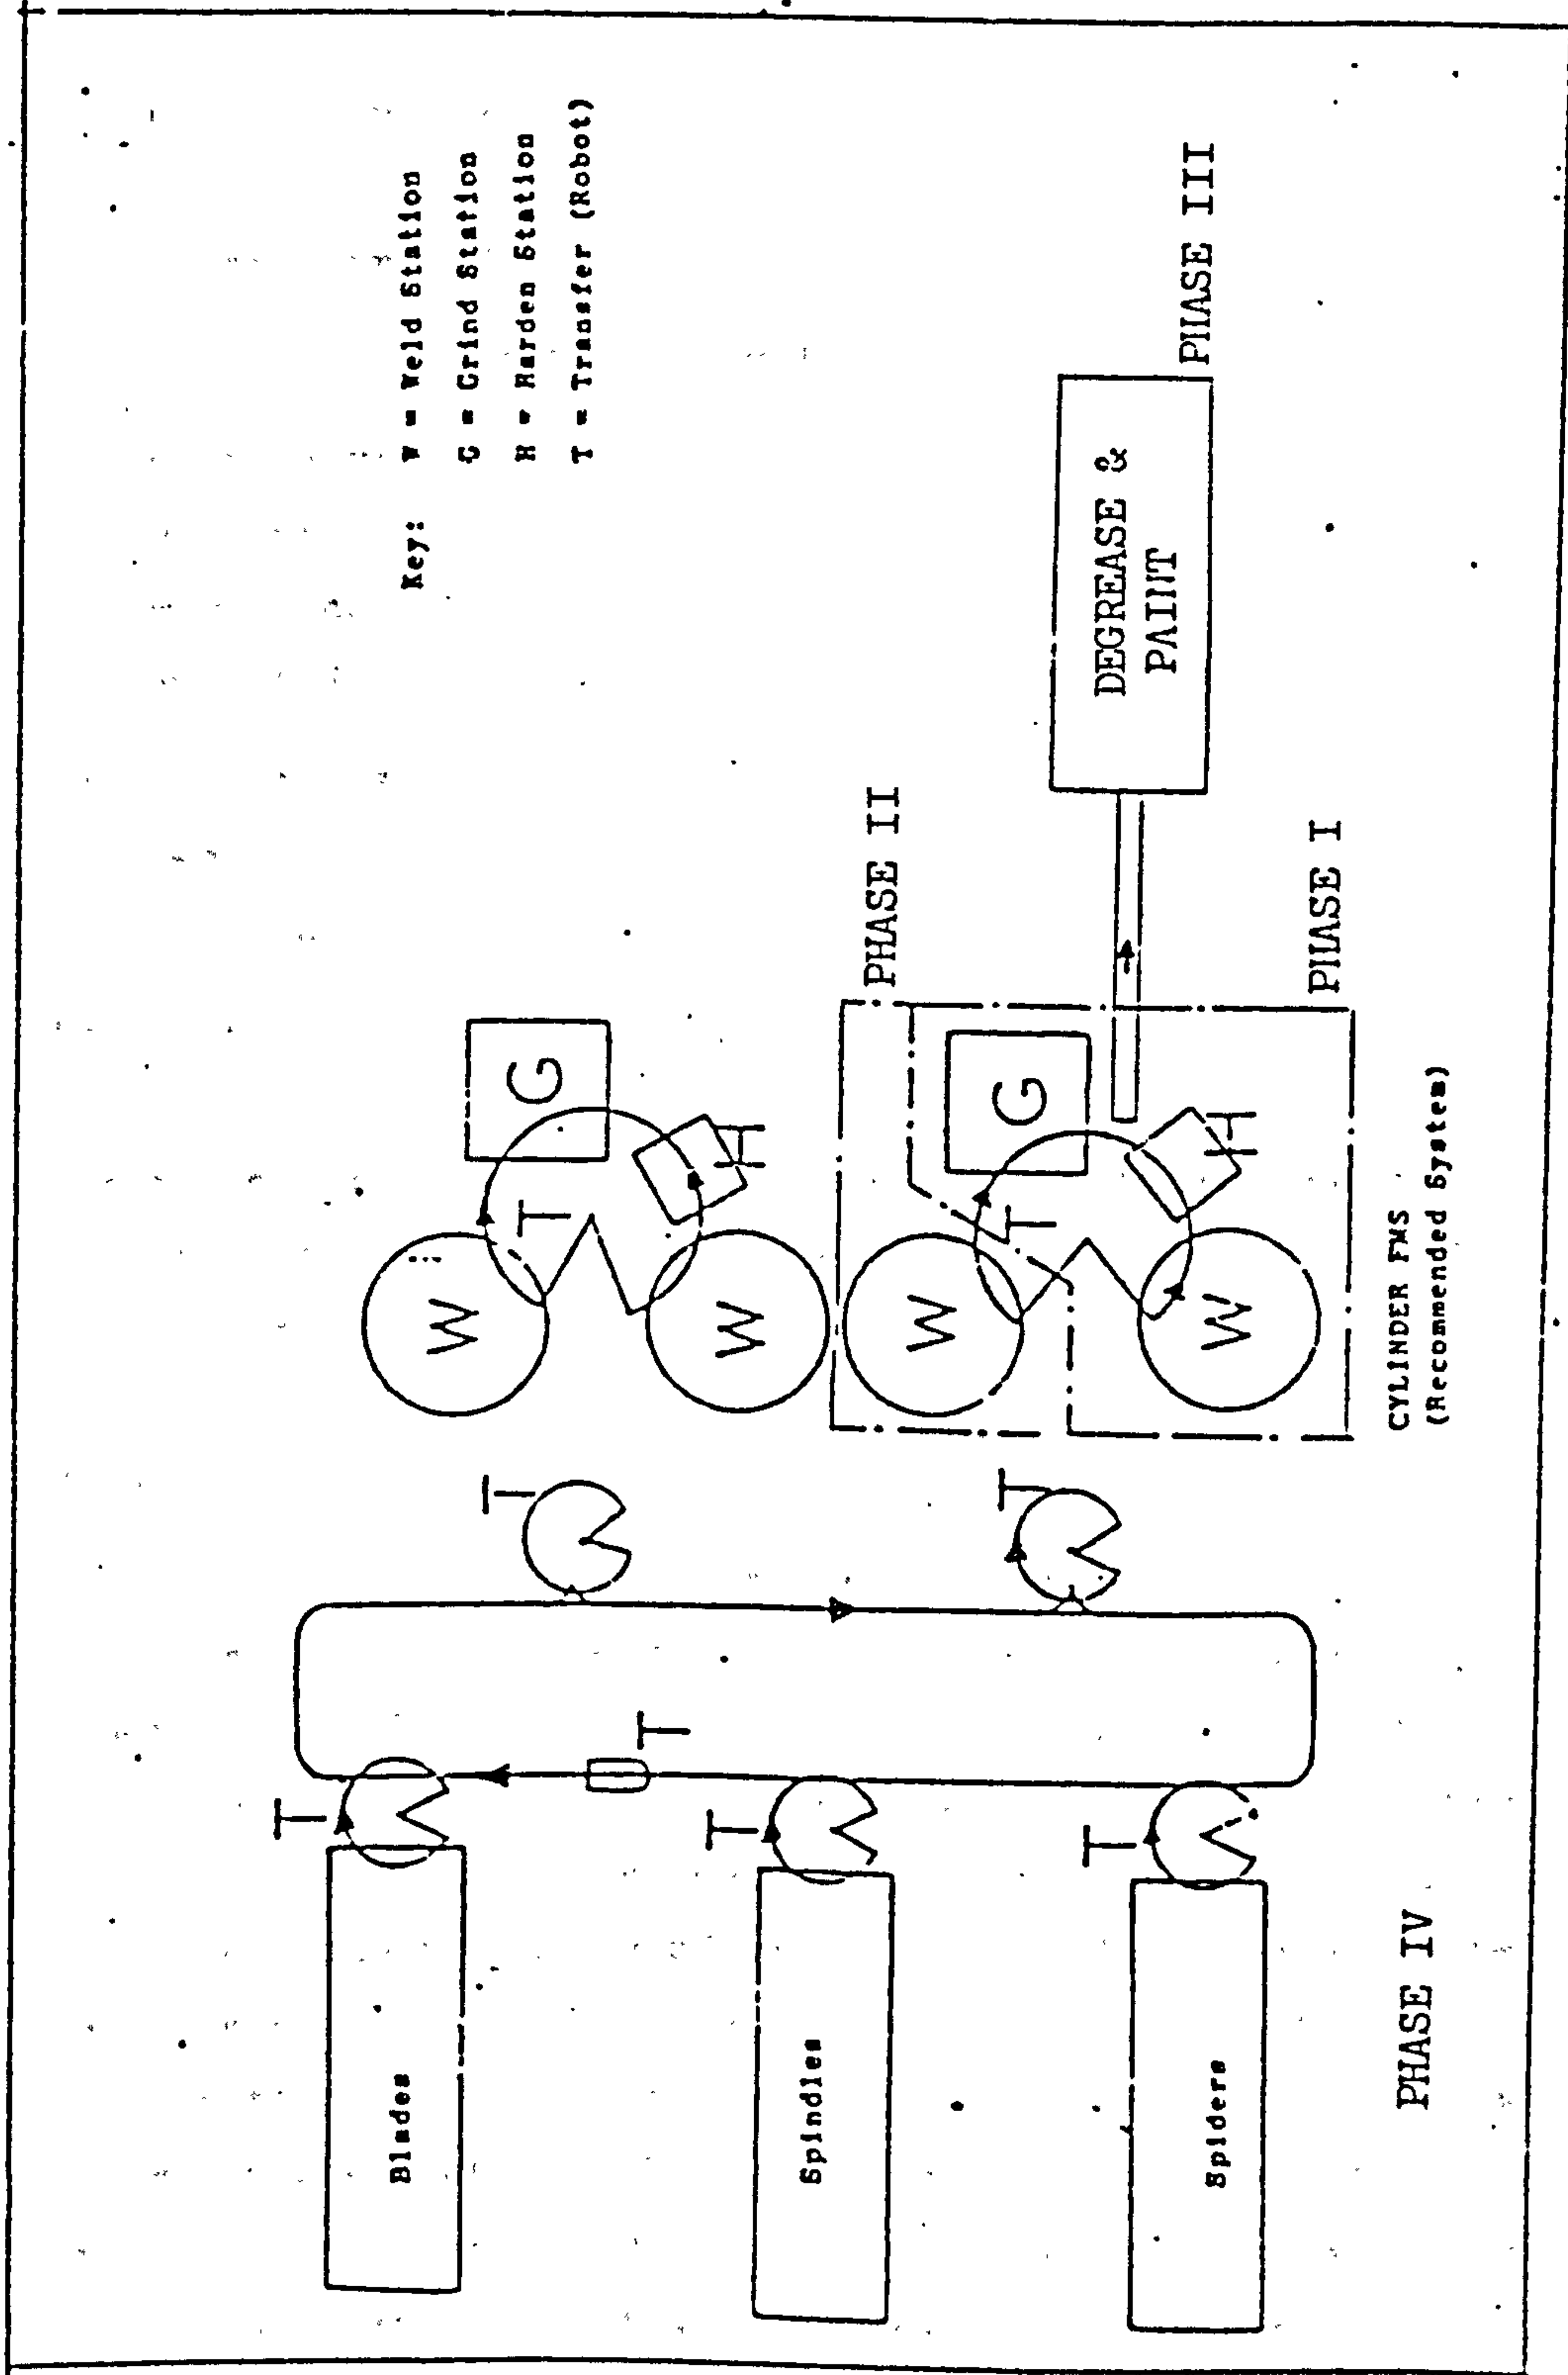 Key:
W = Weld Station
G = Grind Station
H = Harden Station
T = Transfer (Robot)
Blades
T
T
T
W
T
G
W
H
Spindles
T
PHASE II
W
T
G
T
W
H
Spiders
T
DEGREASE &
PAINT
PHASE III
PHASE I
CYLINDER FMS
(Recommended System)
PHASE IV